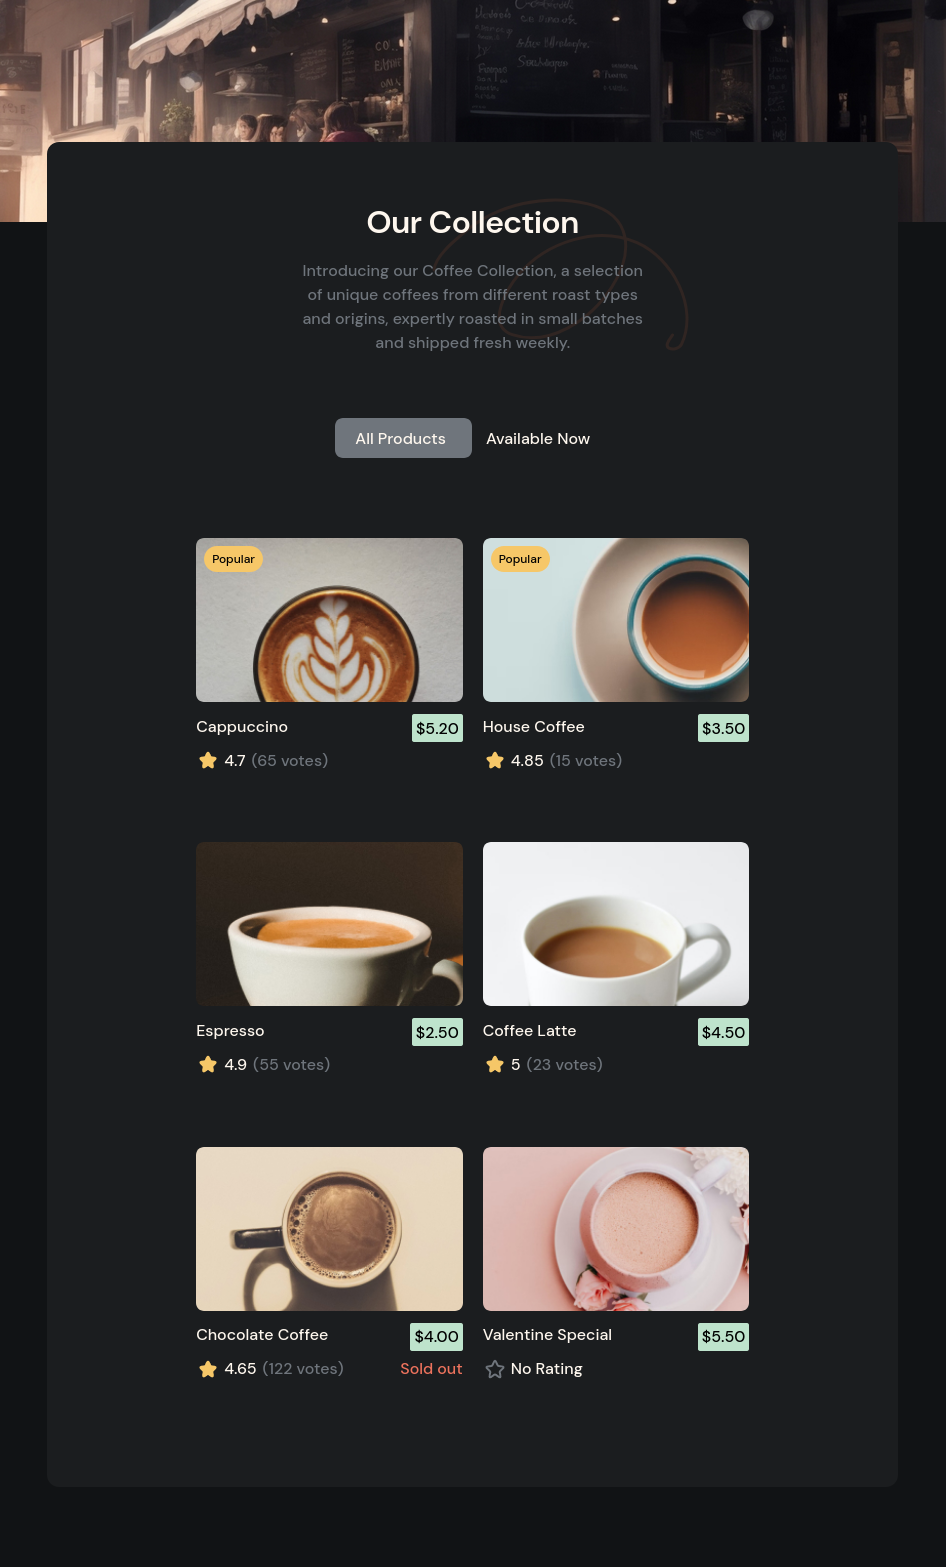 Our Collection
Introducing our Coffee Collection, a selection
of unique coffees from different roast types
and origins, expertly roasted in small batches
and shipped fresh weekly.
All Products
Available Now
Popular
Popular
Cappuccino
$5.20
House Coffee
$3.50
4.7 (65 votes)
4.85 (15 votes)
Espresso
$2.50
Coffee Latte
$4.50
4.9 (55 votes)
5 (23 votes)
Chocolate Coffee
$4.00
Valentine Special
$5.50
4.65 (122 votes)
Sold out
No Rating